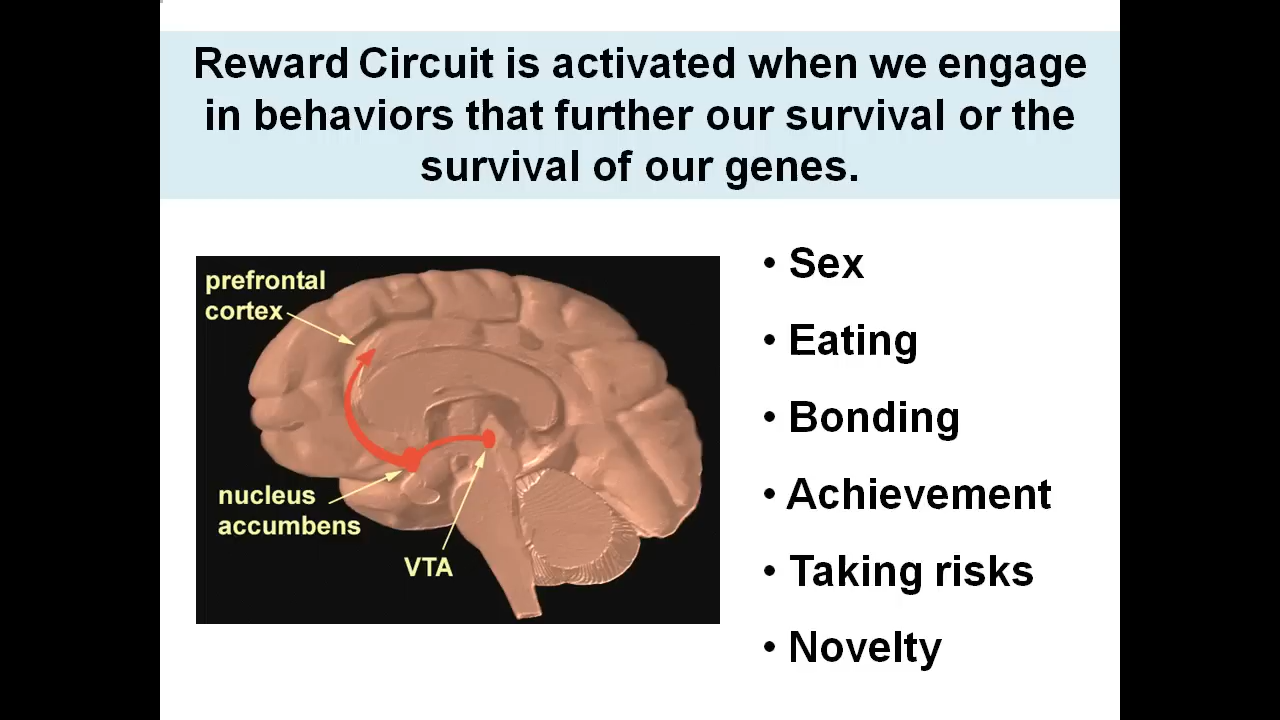 Reward Circuit is activated when we engage
in behaviors that further our survival or the
survival of our genes.
prefrontal
cortex
nucleus
accumbens
VTA
• Sex
• Eating
• Bonding
• Achievement
• Taking risks
• Novelty